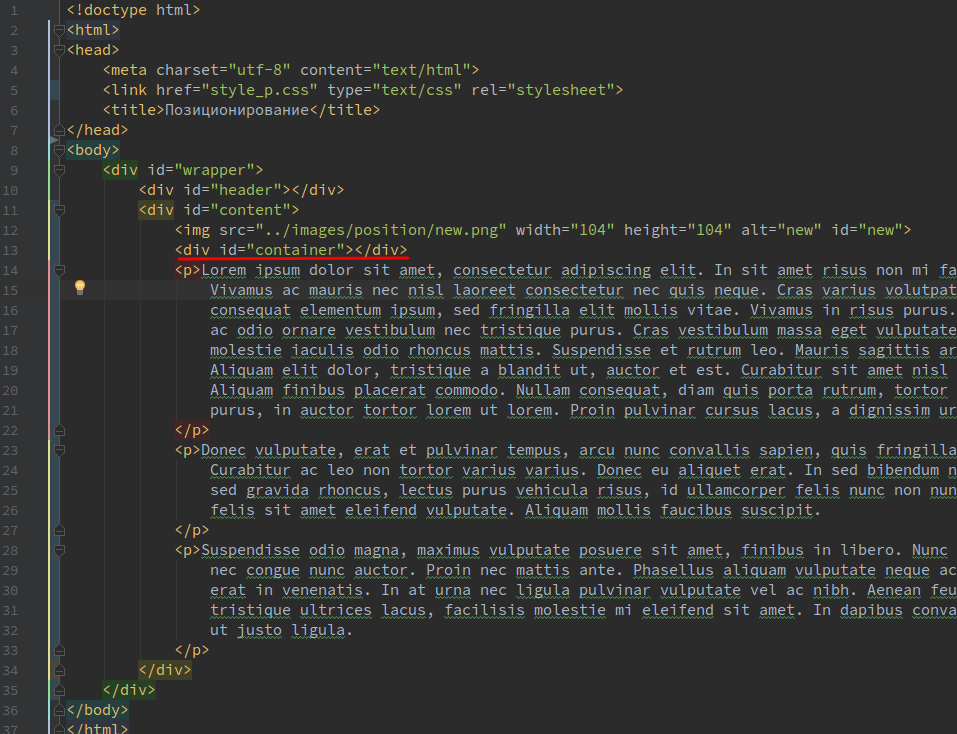 1 <!doctype html>
2 <html>
3 <head>
4 <meta charset="utf-8" content="text/html">
5 <link href="style_p.css" type="text/css" rel="stylesheet">
6 <title>Позиционирование</title>
7 </head>
8 <body>
9 <div id="wrapper">
10 <div id="header"></div>
11 <div id="content">
12 <img src="../images/position/new.png" width="104" height="104" alt="new" id="new">
13 <div id="container"></div>
14 <p>Lorem ipsum dolor sit amet, consectetur adipiscing elit. In sit amet risus non mi fa
15 Vivamus ac mauris nec nisl laoreet consectetur nec quis neque. Cras varius volutpat
16 consequat elementum ipsum, sed fringilla elit mollis vitae. Vivamus in risus purus.
17 ac odio ornare vestibulum nec tristique purus. Cras vestibulum massa eget vulputate
18 molestie iaculis odio rhoncus mattis. Suspendisse et rutrum leo. Mauris sagittis ar
19 Aliquam elit dolor, tristique a blandit ut, auctor et est. Curabitur sit amet nisl
20 Aliquam finibus placerat commodo. Nullam consequat, diam quis porta rutrum, tortor
21 purus, in auctor tortor lorem ut lorem. Proin pulvinar cursus lacus, a dignissim ur
22 </p>
23 <p>Donec vulputate, erat et pulvinar tempus, arcu nunc convallis sapien, quis fringilla
24 Curabitur ac leo non tortor varius varius. Donec eu aliquet erat. In sed bibendum n
25 sed gravida rhoncus, lectus purus vehicula risus, id ullamcorper felis nunc non nun
26 felis sit amet eleifend vulputate. Aliquam mollis faucibus suscipit.
27 </p>
28 <p>Suspendisse odio magna, maximus vulputate posuere sit amet, finibus in libero. Nunc
29 nec congue nunc auctor. Proin nec mattis ante. Phasellus aliquam vulputate neque ac
30 erat in venenatis. In at urna nec ligula pulvinar vulputate vel ac nibh. Aenean feu
31 tristique ultrices lacus, facilisis molestie mi eleifend sit amet. In dapibus conva
32 ut justo ligula.
33 </p>
34 </div>
35 </div>
36 </body>
37 </html>